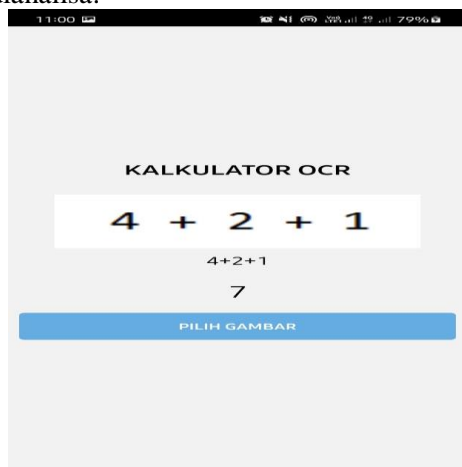 11:00 79%
KALKULATOR OCR
4 + 2 + 1
4+2+1
7
PILIH GAMBAR